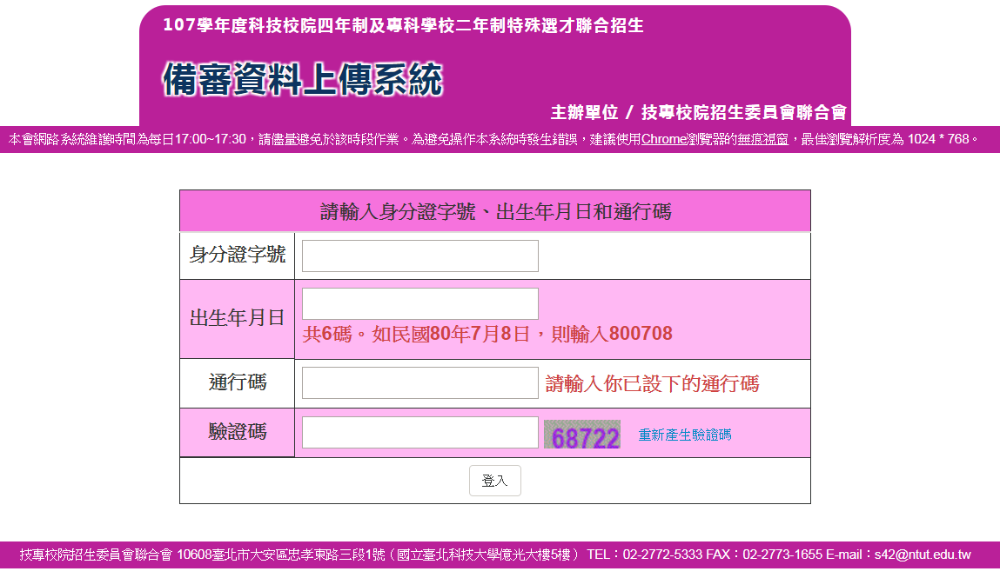 107學年度科技校院四年制及專科學校二年制特殊選才聯合招生
備審資料上傳系統
主辦單位 / 技專校院招生委員會聯合會
本會網路系統維護時間為每日17:00~17:30，請儘量避免於該時段作業。為避免操作本系統時發生錯誤，建議使用Chrome瀏覽器的無痕視窗，最佳瀏覽解析度為 1024 * 768。
請輸入身分證字號、出生年月日和通行碼
身分證字號
出生年月日
共6碼。如民國80年7月8日，則輸入800708
通行碼 請輸入你已設下的通行碼
驗證碼 68722 重新產生驗證碼
登入
技專校院招生委員會聯合會 10608臺北市大安區忠孝東路三段1號（國立臺北科技大學億光大樓5樓） TEL：02-2772-5333 FAX：02-2773-1655 E-mail：s42@ntut.edu.tw